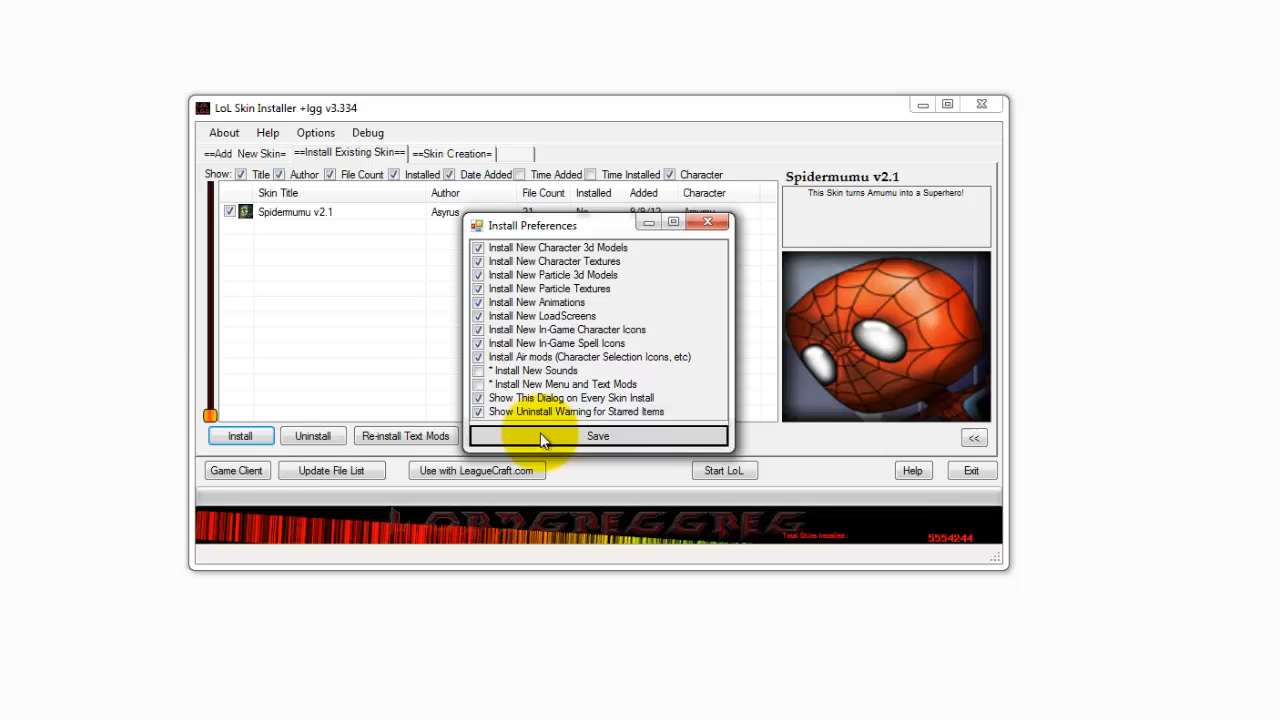 LoL Skin Installer +lgg v3.334
About Help Options Debug
==Add New Skin= ==Install Existing Skin== ==Skin Creation=
Show: Title Author File Count Installed Date Added Time Added Time Installed Character
Skin Title Author File Count Installed Added Character
Spidermumu v2.1 Asyrus
Install Preferences
Install New Character 3d Models
Install New Character Textures
Install New Particle 3d Models
Install New Particle Textures
Install New Animations
Install New LoadScreens
Install New In-Game Character Icons
Install New In-Game Spell Icons
Install Air mods (Character Selection Icons, etc)
* Install New Sounds
* Install New Menu and Text Mods
Show This Dialog on Every Skin Install
Show Uninstall Warning for Starred Items
Save
Spidermumu v2.1
This Skin turns Amumu into a Superhero!
Install Uninstall Re-install Text Mods <<
Game Client Update File List Use with LeagueCraft.com Start LoL Help Exit
LORDGREGGREG
Total Skins Installed : 5554244